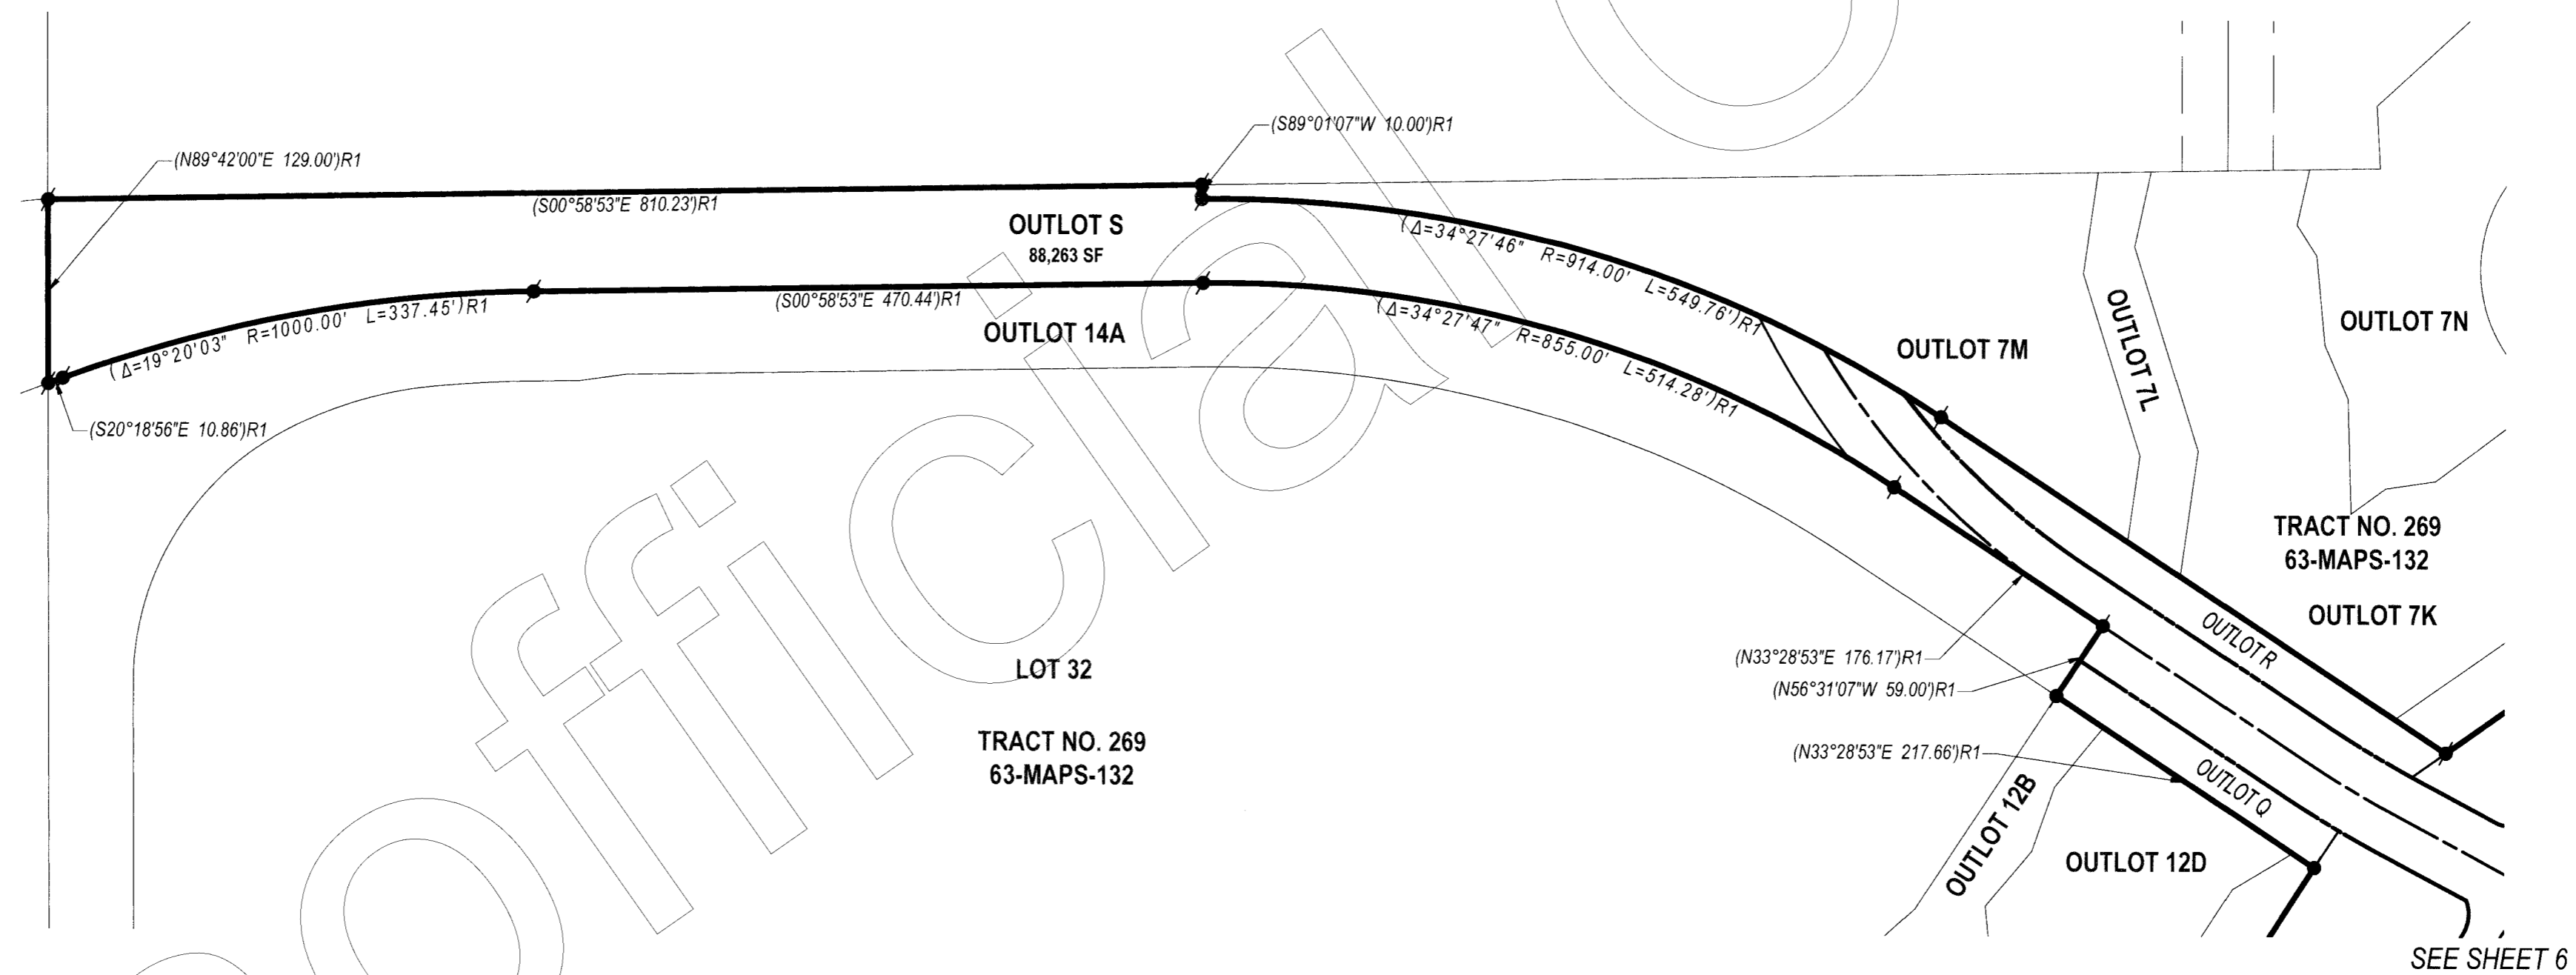 (N89°42'00"E 129.00')R1
(S89°01'07"W 10.00')R1
(S00°58'53"E 810.23')R1
OUTLOT S
88,263 SF
(Δ=34°27'46" R=914.00' L=549.76')R1
(Δ=19°20'03" R=1000.00' L=337.45')R1
(S00°58'53"E 470.44')R1
OUTLOT 14A
(Δ=34°27'47" R=855.00' L=514.28')R1
OUTLOT 7M
OUTLOT 7L
OUTLOT 7N
(S20°18'56"E 10.86')R1
TRACT NO. 269
63-MAPS-132
OUTLOT 7K
OUTLOT R
LOT 32
(N33°28'53"E 176.17')R1
(N56°31'07"W 59.00')R1
TRACT NO. 269
63-MAPS-132
(N33°28'53"E 217.66')R1
OUTLOT Q
OUTLOT 12B
OUTLOT 12D
SEE SHEET 6